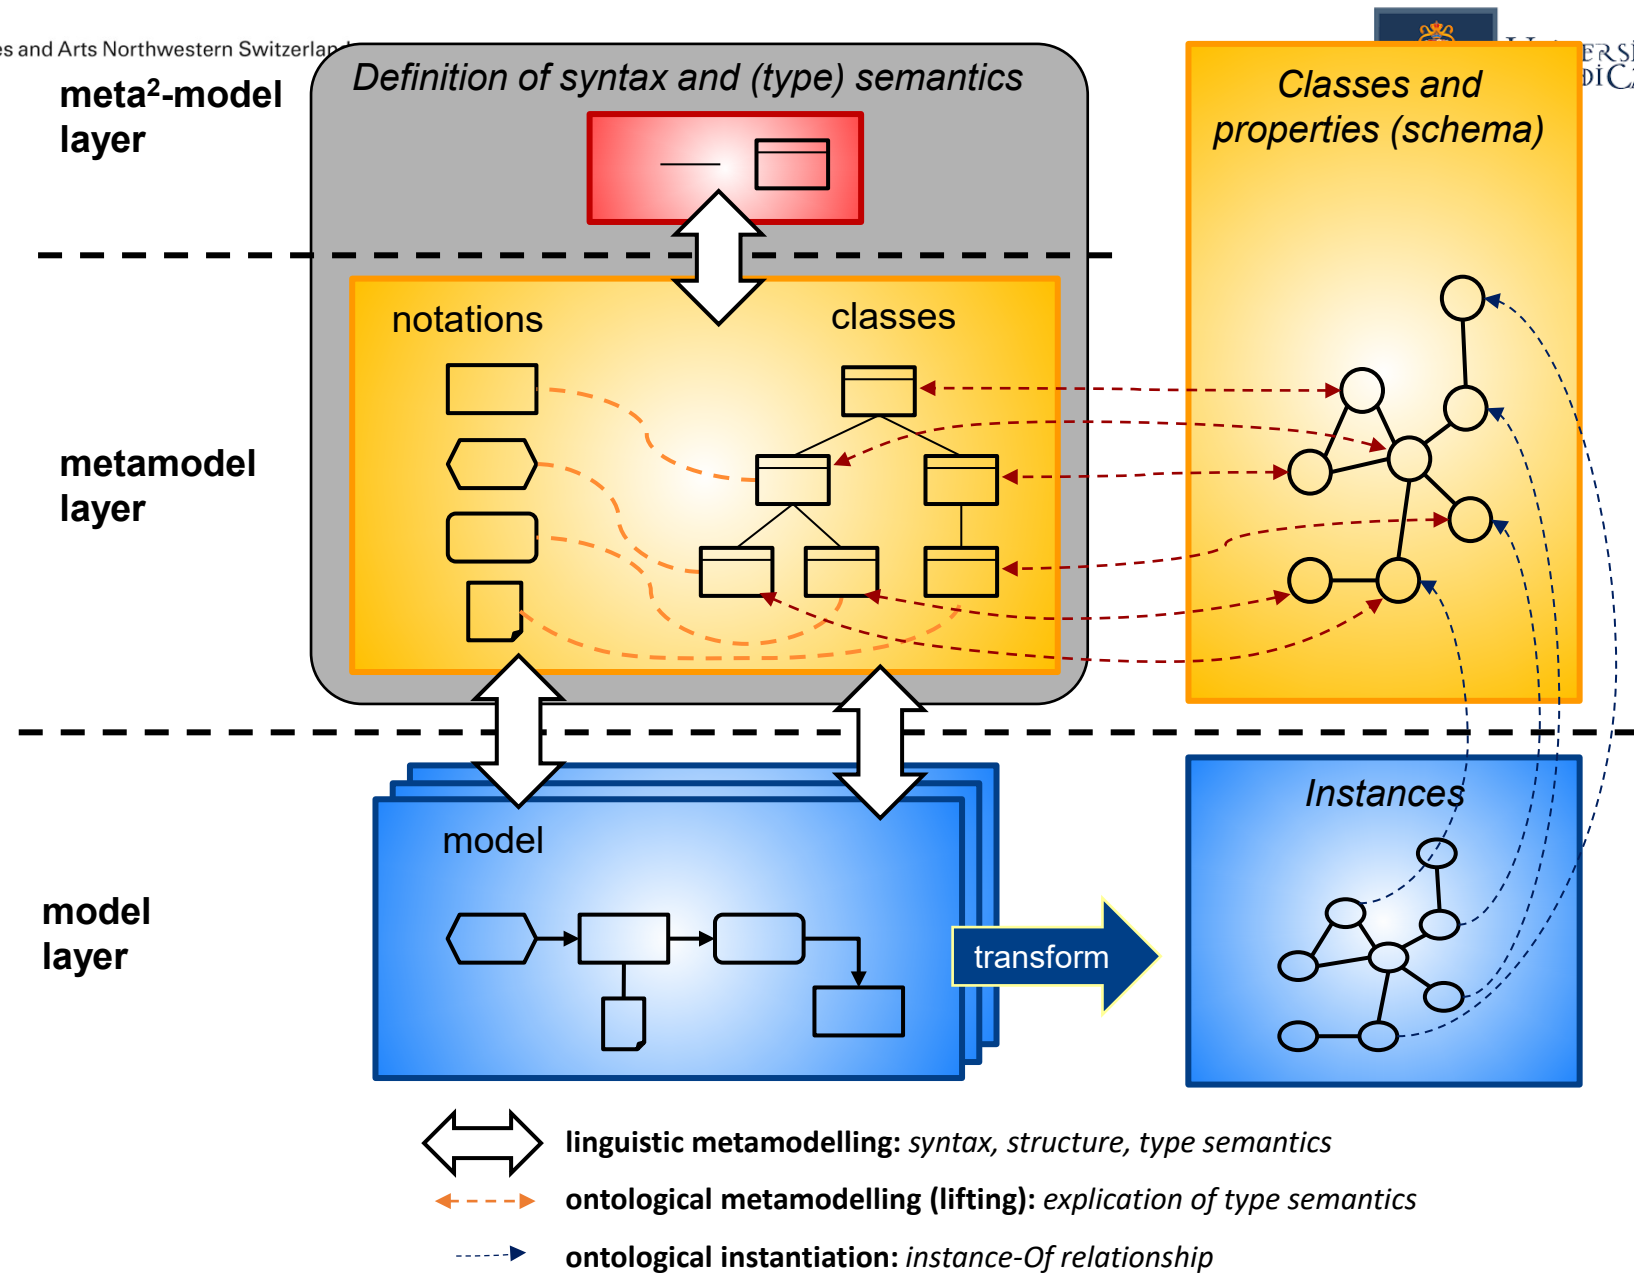 es and Arts Northwestern Switzerland
meta²-model
layer
Definition of syntax and (type) semantics
Classes and
properties (schema)
notations
classes
metamodel
layer
Instances
model
model
layer
transform
linguistic metamodelling: syntax, structure, type semantics
ontological metamodelling (lifting): explication of type semantics
ontological instantiation: instance-Of relationship